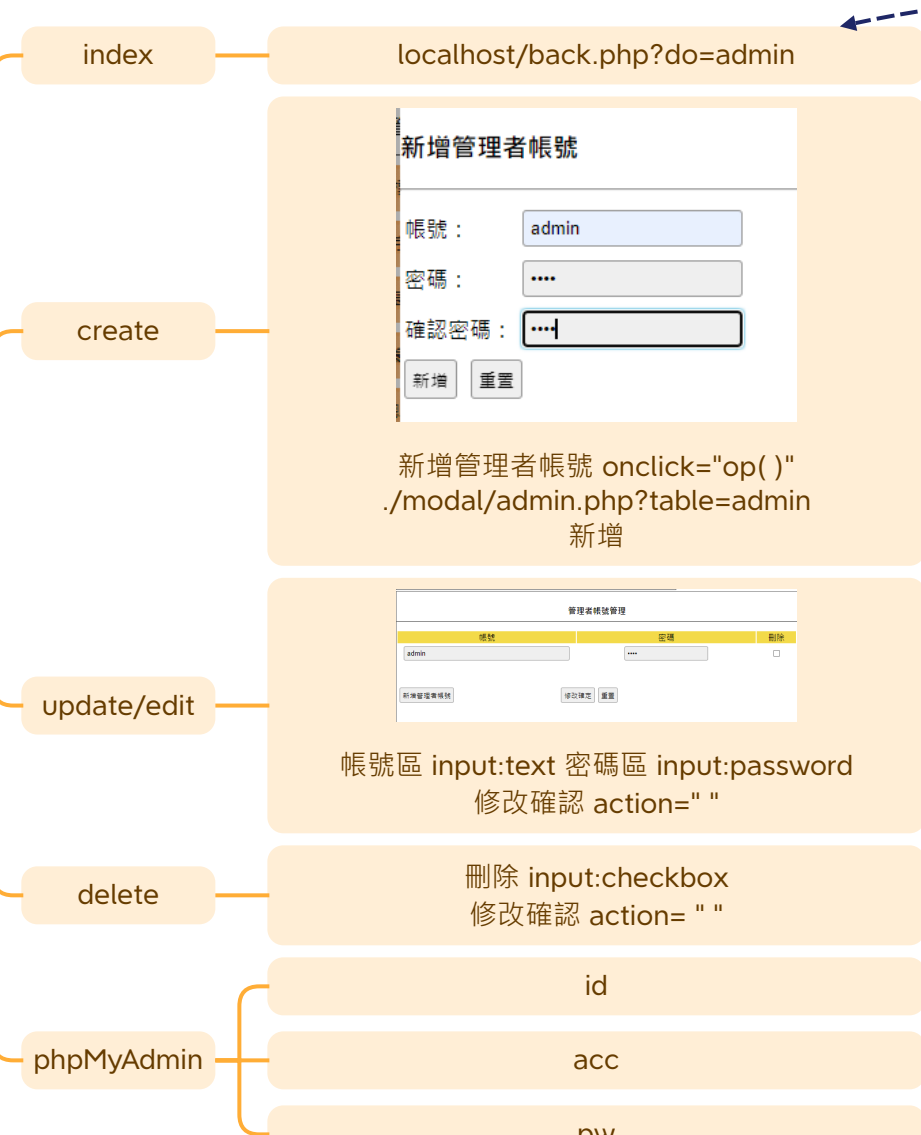 index
localhost/back.php?do=admin
create
新增管理者帳號
帳號：
admin
密碼：
••••
確認密碼：
••••
新增
重置
新增管理者帳號 onclick="op( )"
./modal/admin.php?table=admin
新增
update/edit
管理者帳號管理
帳號
密碼
刪除
admin
••••
新增管理者帳號
修改確定
重置
帳號區 input:text 密碼區 input:password
修改確認 action=" "
delete
刪除 input:checkbox
修改確認 action= " "
phpMyAdmin
id
acc
pw